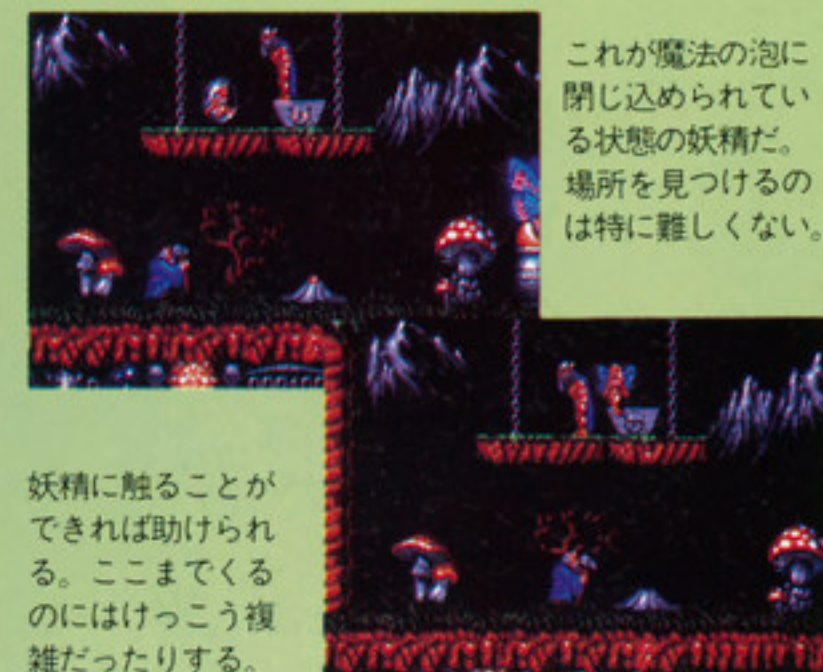 これが魔法の泡に
閉じ込められてい
る状態の妖精だ。
場所を見つけるの
は特に難しくない。
妖精に触ることが
できれば助けられ
る。ここまでくる
のにはけっこう複
雑だったりする。